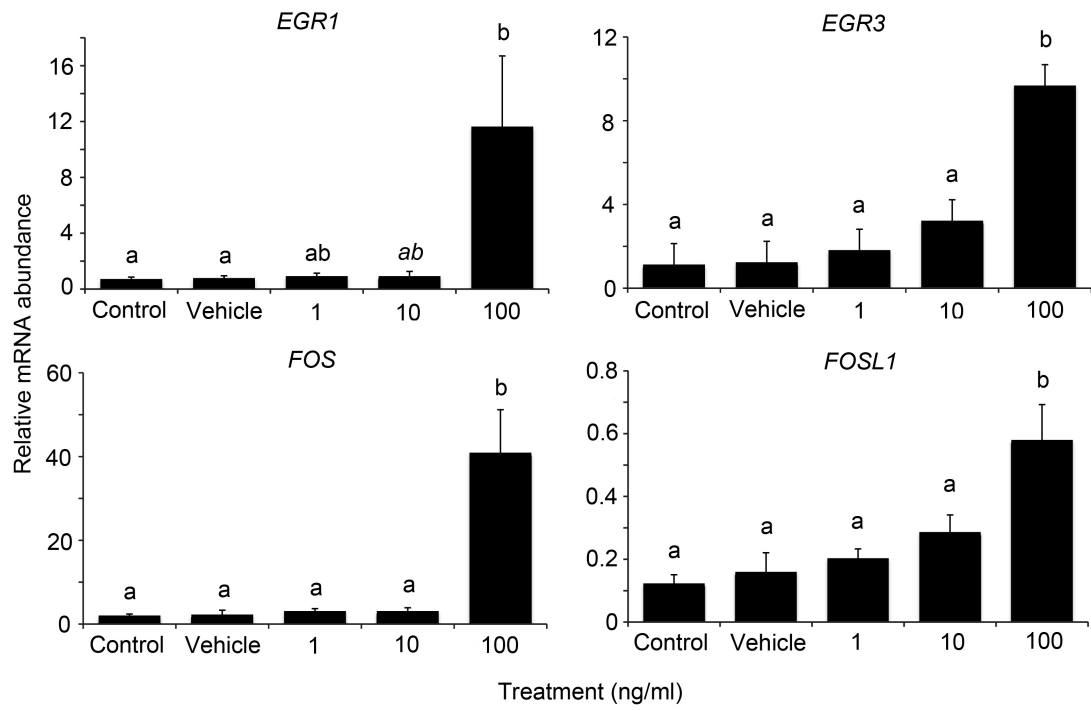 EGR1
16
12
8
4
0
a
a
ab
ab
b
Control
Vehicle
1
10
100
EGR3
12
8
4
0
a
a
a
a
b
Control
Vehicle
1
10
100
Relative mRNA abundance
FOS
60
40
20
0
a
a
a
a
b
Control
Vehicle
1
10
100
FOSL1
0.8
0.6
0.4
0.2
0
a
a
a
a
b
Control
Vehicle
1
10
100
Treatment (ng/ml)